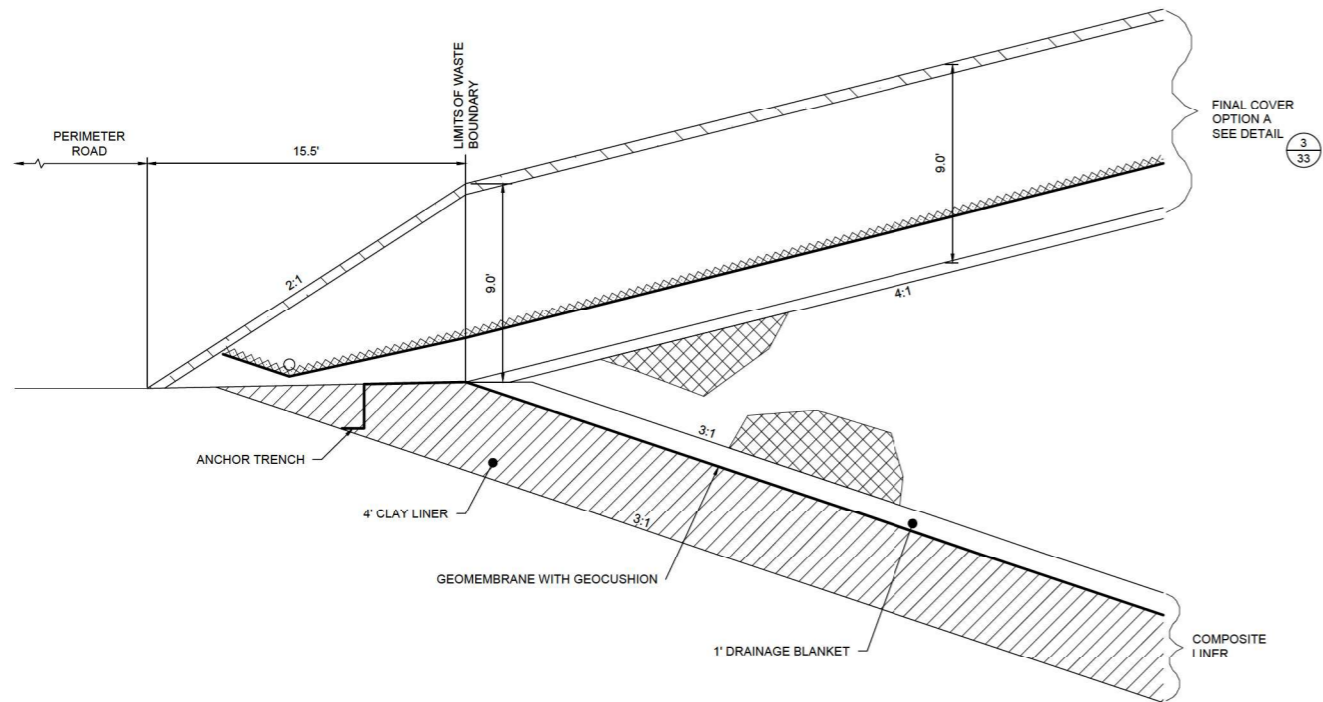 LIMITS OF WASTE
BOUNDARY
PERIMETER
ROAD
15.5'
FINAL COVER
OPTION A
SEE DETAIL
3
33
9.0'
2:1
9.0'
4:1
3:1
ANCHOR TRENCH
4' CLAY LINER
3:1
GEOMEMBRANE WITH GEOCUSHION
1' DRAINAGE BLANKET
COMPOSITE
LINER